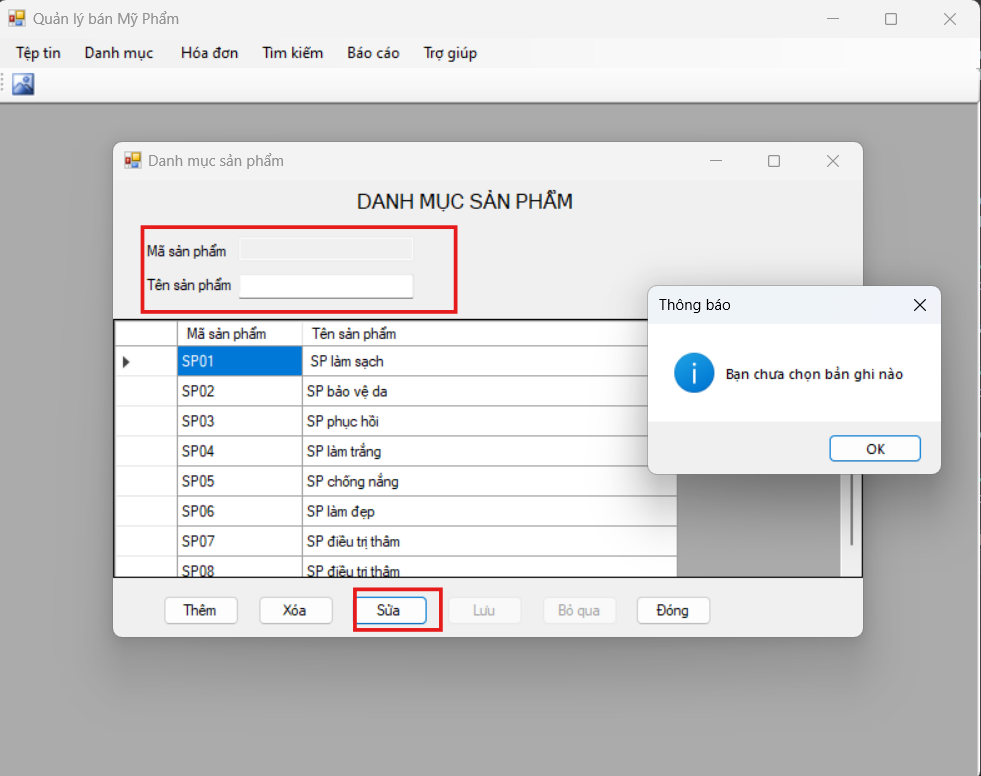 Quản lý bán Mỹ Phẩm
Tệp tin Danh mục Hóa đơn Tìm kiếm Báo cáo Trợ giúp
Danh mục sản phẩm
DANH MỤC SẢN PHẨM
Mã sản phẩm
Tên sản phẩm
Mã sản phẩm Tên sản phẩm
SP01 SP làm sạch
SP02 SP bảo vệ da
SP03 SP phục hồi
SP04 SP làm trắng
SP05 SP chống nắng
SP06 SP làm đẹp
SP07 SP điều trị thâm
SP08 SP điều trị thâm
Thêm Xóa Sửa Lưu Bỏ qua Đóng
Thông báo
Bạn chưa chọn bản ghi nào
OK